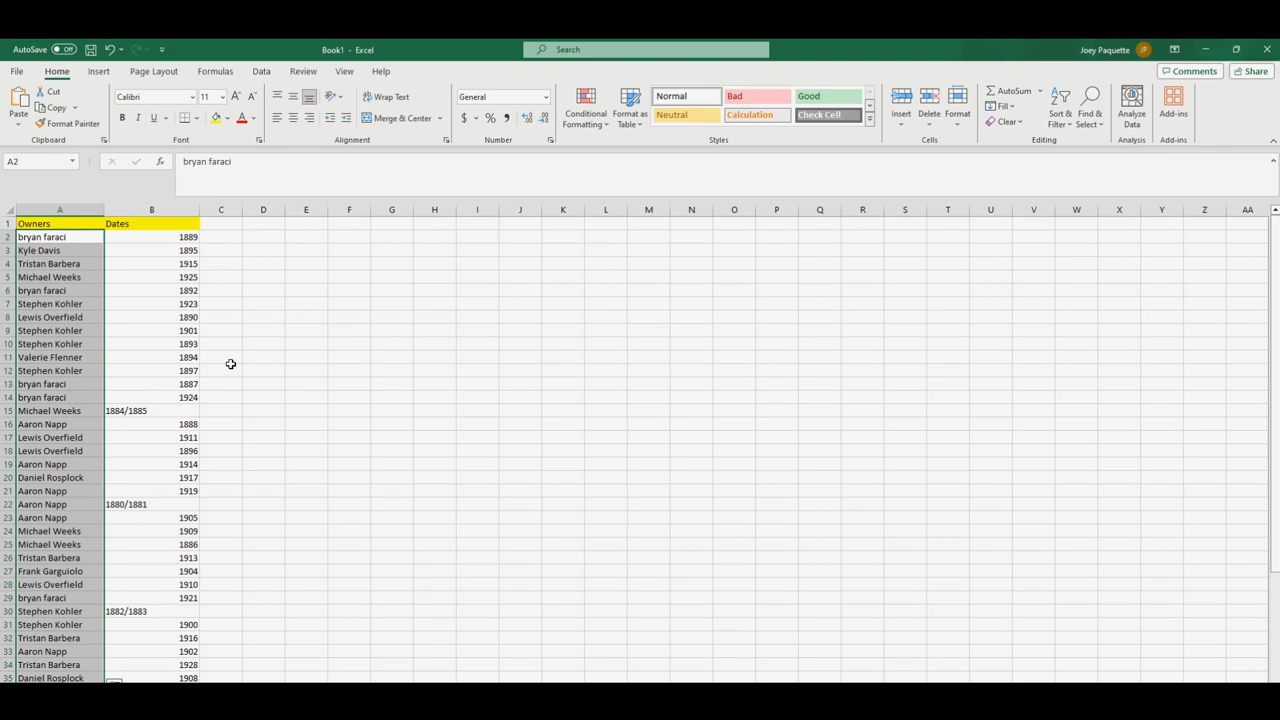 AutoSave Off Book1 - Excel Search Joey Paquette JP
File Home Insert Page Layout Formulas Data Review View Help Comments Share
Paste Cut Copy Format Painter Clipboard
Calibri 11 B I U A A A Font
Wrap Text Merge & Center Alignment
General $ % Number
Conditional Formatting Format as Table Normal Bad Good Neutral Calculation Check Cell Styles
Insert Delete Format Cells
AutoSum Fill Clear Sort & Filter Find & Select Editing
Analyze Data Analysis
Add-ins Add-ins
A2 fx bryan faraci
A B C D E F G H I J K L M N O P Q R S T U V W X Y Z AA
1 Owners Dates
2 bryan faraci 1889
3 Kyle Davis 1895
4 Tristan Barbera 1915
5 Michael Weeks 1925
6 bryan faraci 1892
7 Stephen Kohler 1923
8 Lewis Overfield 1890
9 Stephen Kohler 1901
10 Stephen Kohler 1893
11 Valerie Flenner 1894
12 Stephen Kohler 1897
13 bryan faraci 1887
14 bryan faraci 1924
15 Michael Weeks 1884/1885
16 Aaron Napp 1888
17 Lewis Overfield 1911
18 Lewis Overfield 1896
19 Aaron Napp 1914
20 Daniel Rosplock 1917
21 Aaron Napp 1919
22 Aaron Napp 1880/1881
23 Aaron Napp 1905
24 Michael Weeks 1909
25 Michael Weeks 1886
26 Tristan Barbera 1913
27 Frank Garguiolo 1904
28 Lewis Overfield 1910
29 bryan faraci 1921
30 Stephen Kohler 1882/1883
31 Stephen Kohler 1900
32 Tristan Barbera 1916
33 Aaron Napp 1902
34 Tristan Barbera 1928
35 Daniel Rosplock 1908